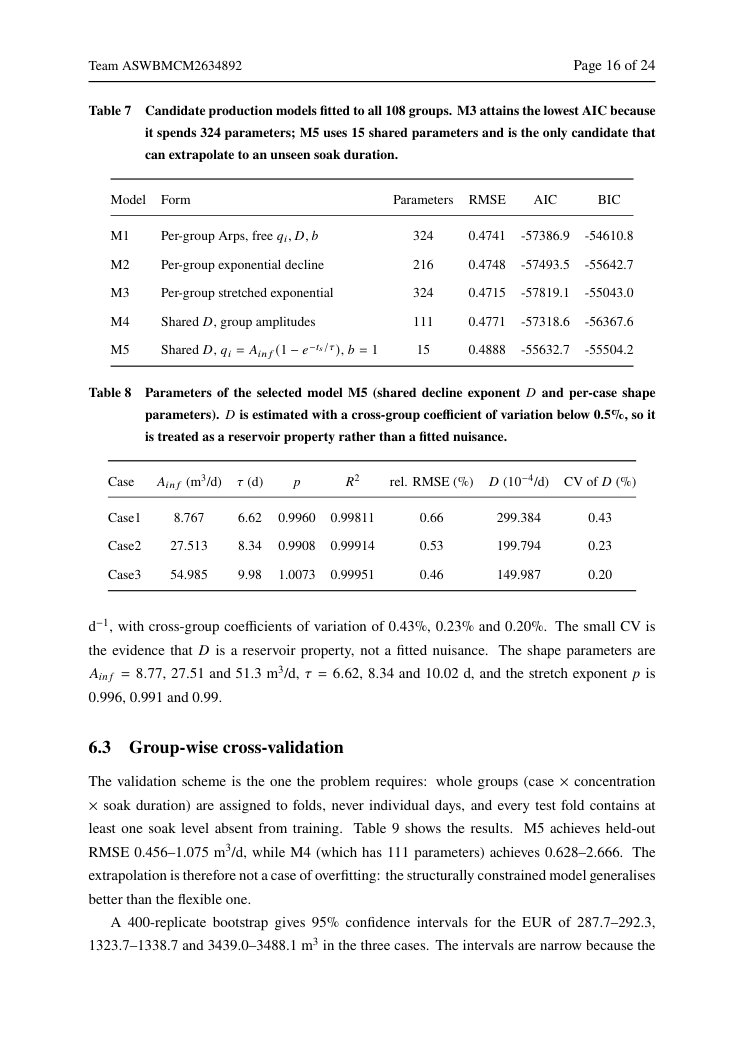 Team ASWBMCM2634892 Page 16 of 24
Table 7 Candidate production models fitted to all 108 groups. M3 attains the lowest AIC because
it spends 324 parameters; M5 uses 15 shared parameters and is the only candidate that
can extrapolate to an unseen soak duration.
Model Form Parameters RMSE AIC BIC
M1 Per-group Arps, free q_i, D, b 324 0.4741 -57386.9 -54610.8
M2 Per-group exponential decline 216 0.4748 -57493.5 -55642.7
M3 Per-group stretched exponential 324 0.4715 -57819.1 -55043.0
M4 Shared D, group amplitudes 111 0.4771 -57318.6 -56367.6
M5 Shared D, q_i = A_inf(1 − e^{−t_s/τ}), b = 1 15 0.4888 -55632.7 -55504.2
Table 8 Parameters of the selected model M5 (shared decline exponent D and per-case shape
parameters). D is estimated with a cross-group coefficient of variation below 0.5%, so it
is treated as a reservoir property rather than a fitted nuisance.
Case A_inf (m³/d) τ (d) p R² rel. RMSE (%) D (10⁻⁴/d) CV of D (%)
Case1 8.767 6.62 0.9960 0.99811 0.66 299.384 0.43
Case2 27.513 8.34 0.9908 0.99914 0.53 199.794 0.23
Case3 54.985 9.98 1.0073 0.99951 0.46 149.987 0.20
d⁻¹, with cross-group coefficients of variation of 0.43%, 0.23% and 0.20%. The small CV is
the evidence that D is a reservoir property, not a fitted nuisance. The shape parameters are
A_inf = 8.77, 27.51 and 51.3 m³/d, τ = 6.62, 8.34 and 10.02 d, and the stretch exponent p is
0.996, 0.991 and 0.99.
6.3 Group-wise cross-validation
The validation scheme is the one the problem requires: whole groups (case × concentration
× soak duration) are assigned to folds, never individual days, and every test fold contains at
least one soak level absent from training. Table 9 shows the results. M5 achieves held-out
RMSE 0.456–1.075 m³/d, while M4 (which has 111 parameters) achieves 0.628–2.666. The
extrapolation is therefore not a case of overfitting: the structurally constrained model generalises
better than the flexible one.
A 400-replicate bootstrap gives 95% confidence intervals for the EUR of 287.7–292.3,
1323.7–1338.7 and 3439.0–3488.1 m³ in the three cases. The intervals are narrow because the